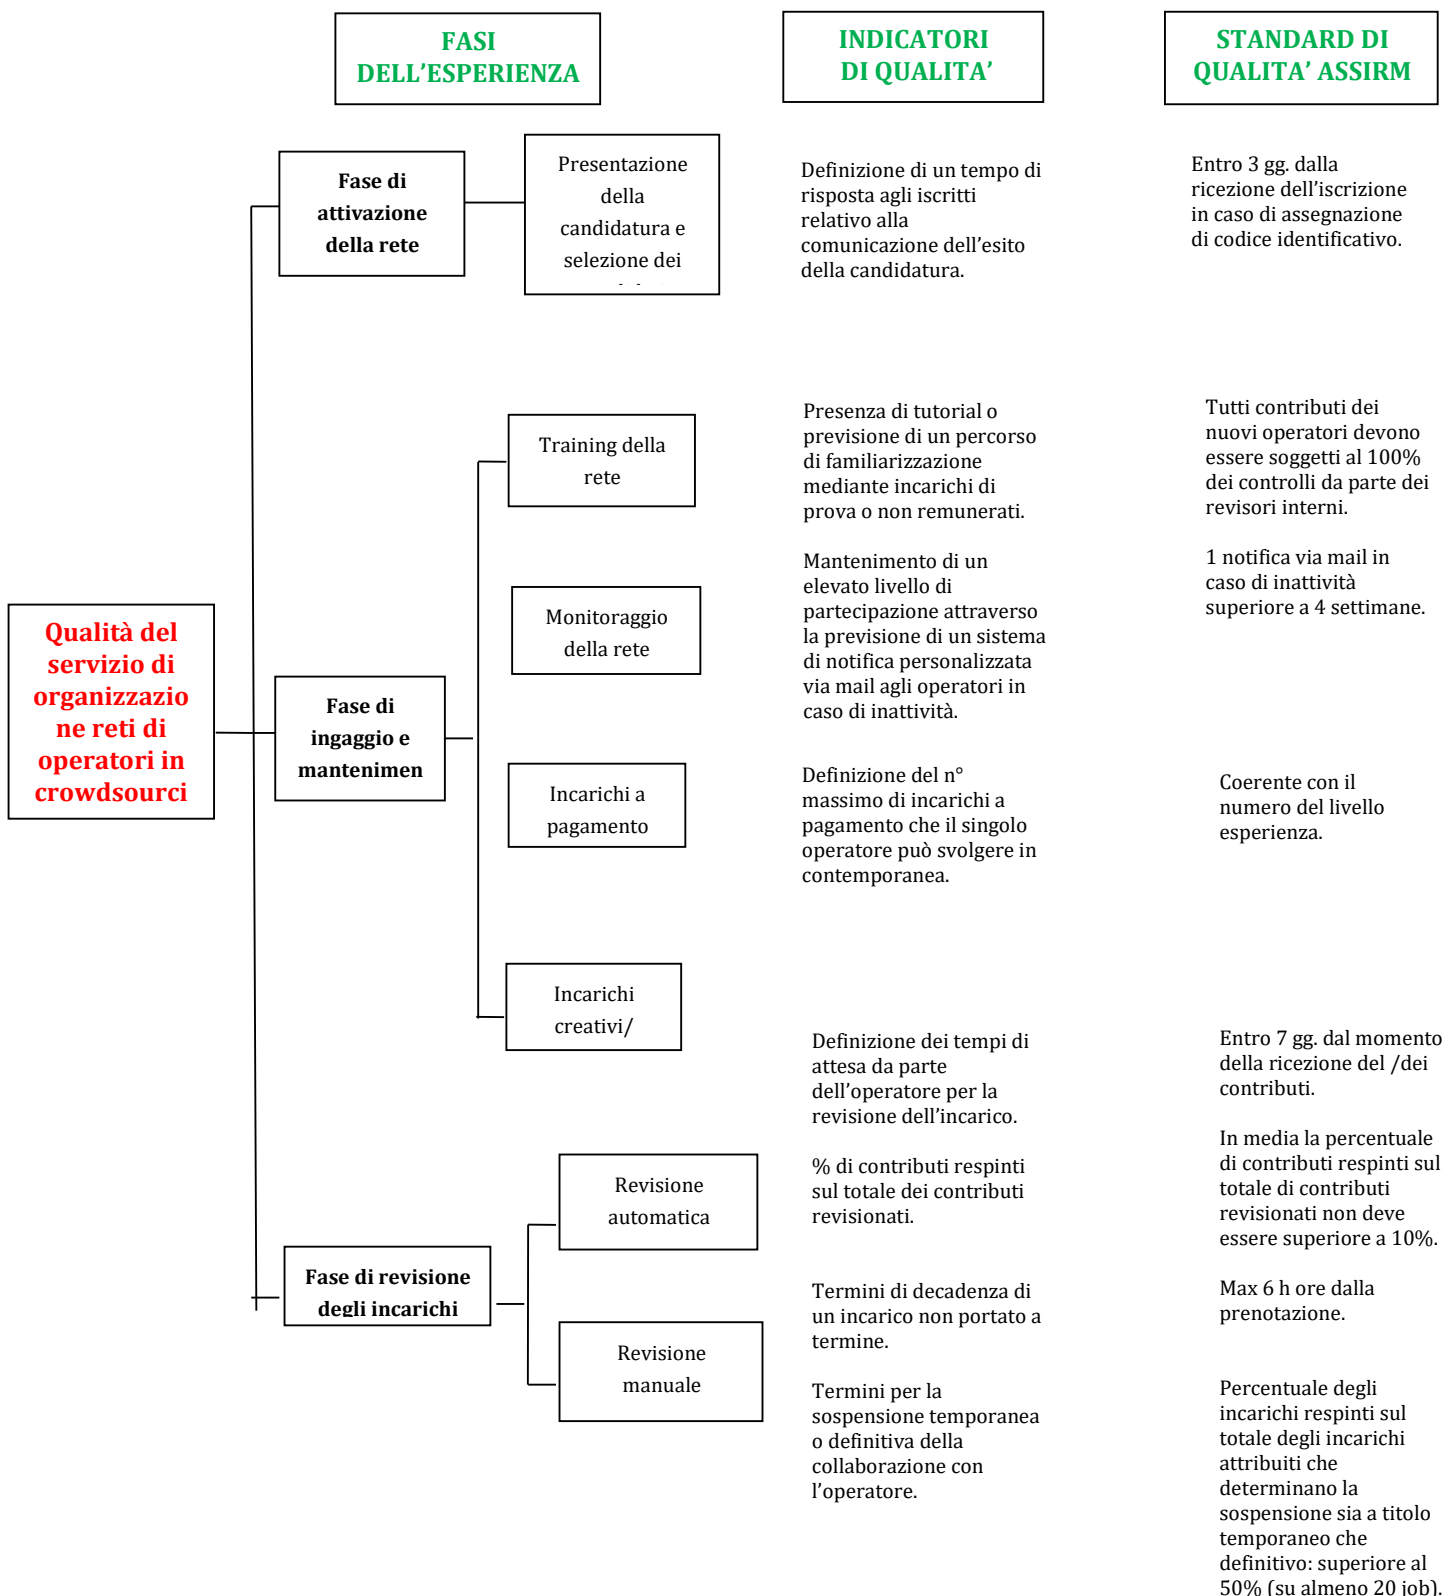 FASI
DELL'ESPERIENZA
INDICATORI
DI QUALITA'
STANDARD DI
QUALITA' ASSIRM
Fase di
attivazione
della rete
Presentazione
della
candidatura e
selezione dei
Definizione di un tempo di
risposta agli iscritti
relativo alla
comunicazione dell'esito
della candidatura.
Entro 3 gg. dalla
ricezione dell'iscrizione
in caso di assegnazione
di codice identificativo.
Training della
rete
Presenza di tutorial o
previsione di un percorso
di familiarizzazione
mediante incarichi di
prova o non remunerati.
Tutti contributi dei
nuovi operatori devono
essere soggetti al 100%
dei controlli da parte dei
revisori interni.
Monitoraggio
della rete
Mantenimento di un
elevato livello di
partecipazione attraverso
la previsione di un sistema
di notifica personalizzata
via mail agli operatori in
caso di inattività.
1 notifica via mail in
caso di inattività
superiore a 4 settimane.
Qualità del
servizio di
organizzazio
ne reti di
operatori in
crowdsourci
Fase di
ingaggio e
mantenimen
Incarichi a
pagamento
Definizione del n°
massimo di incarichi a
pagamento che il singolo
operatore può svolgere in
contemporanea.
Coerente con il
numero del livello
esperienza.
Incarichi
creativi/
Definizione dei tempi di
attesa da parte
dell'operatore per la
revisione dell'incarico.
Entro 7 gg. dal momento
della ricezione del /dei
contributi.
Revisione
automatica
% di contributi respinti
sul totale dei contributi
revisionati.
In media la percentuale
di contributi respinti sul
totale di contributi
revisionati non deve
essere superiore a 10%.
Fase di revisione
degli incarichi
Termini di decadenza di
un incarico non portato a
termine.
Max 6 h ore dalla
prenotazione.
Revisione
manuale
Termini per la
sospensione temporanea
o definitiva della
collaborazione con
l'operatore.
Percentuale degli
incarichi respinti sul
totale degli incarichi
attribuiti che
determinano la
sospensione sia a titolo
temporaneo che
definitivo: superiore al
50% (su almeno 20 job).